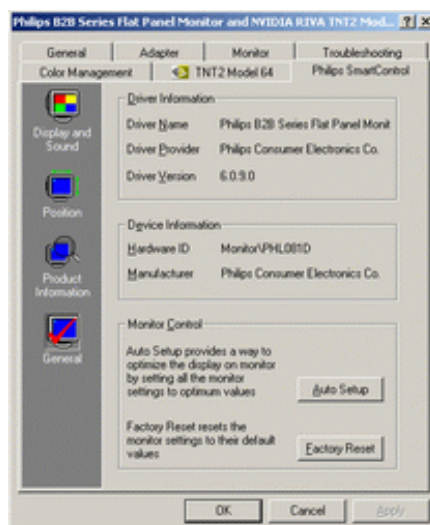 Philips B2B Series Flat Panel Monitor and NVIDIA RIVA TNT2 Mod...
General Adapter Monitor Troubleshooting
Color Management TNT2 Model 64 Philips SmartControl
Display and
Sound
Position
Product
Information
General
Driver Information
Driver Name Philips B2B Series Flat Panel Monit
Driver Provider Philips Consumer Electronics Co.
Driver Version 6.0.9.0
Device Information
Hardware ID Monitor\PHL081D
Manufacturer Philips Consumer Electronics Co.
Monitor Control
Auto Setup provides a way to
optimize the display on monitor
by setting all the monitor
settings to optimum values
Auto Setup
Factory Reset resets the
monitor settings to their default
values
Factory Reset
OK Cancel Apply